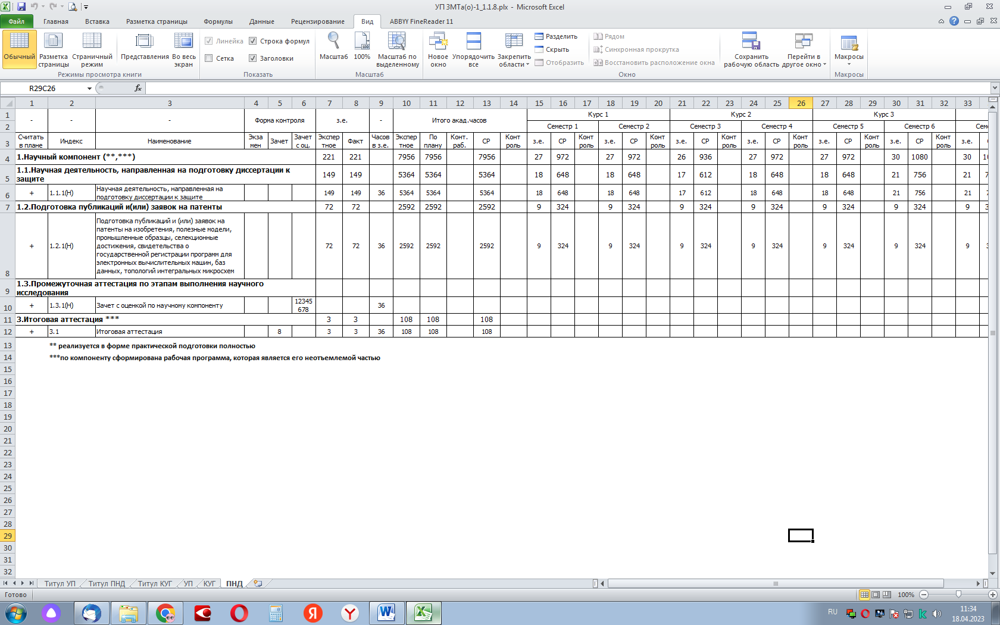 УП ЗМТа(о)-1_1.1.8.plx - Microsoft Excel
Файл Главная Вставка Разметка страницы Формулы Данные Рецензирование Вид ABBYY FineReader 11
Обычный Разметка страницы Страничный режим Представления Во весь экран
Линейка Строка формул
Сетка Заголовки
Масштаб 100% Масштаб по выделенному
Новое окно Упорядочить все Закрепить области
Разделить
Скрыть
Отобразить
Рядом
Синхронная прокрутка
Восстановить расположение окна
Сохранить рабочую область Перейти в другое окно Макросы
Режимы просмотра книги Показать Масштаб Окно Макросы
R29C26 fx
1 2 3 4 5 6 7 8 9 10 11 12 13 14 15 16 17 18 19 20 21 22 23 24 25 26 27 28 29 30 31 32 33
1 - - - Форма контроля з.е. - Итого акад.часов Курс 1 Курс 2 Курс 3
2 Семестр 1 Семестр 2 Семестр 3 Семестр 4 Семестр 5 Семестр 6
3 Считать в плане Индекс Наименование Экза мен Зачет Зачет с оц. Экспер тное Факт Часов в з.е. Экспер тное По плану Конт. раб. СР Конт роль з.е. СР Конт роль з.е. СР Конт роль з.е. СР Конт роль з.е. СР Конт роль з.е. СР Конт роль з.е. СР Конт роль з.е.
4 1.Научный компонент (**,***) 221 221 7956 7956 7956 27 972 27 972 26 936 27 972 27 972 30 1080 30
5 1.1.Научная деятельность, направленная на подготовку диссертации к защите 149 149 5364 5364 5364 18 648 18 648 17 612 18 648 18 648 21 756 21
6 + 1.1.1(Н) Научная деятельность, направленная на подготовку диссертации к защите 149 149 36 5364 5364 5364 18 648 18 648 17 612 18 648 18 648 21 756 21
7 1.2.Подготовка публикаций и(или) заявок на патенты 72 72 2592 2592 2592 9 324 9 324 9 324 9 324 9 324 9 324 9
8 + 1.2.1(Н) Подготовка публикаций и (или) заявок на патенты на изобретения, полезные модели, промышленные образцы, селекционные достижения, свидетельства о государственной регистрации программ для электронных вычислительных машин, баз данных, топологий интегральных микросхем 72 72 36 2592 2592 2592 9 324 9 324 9 324 9 324 9 324 9 324 9
9 1.3.Промежуточная аттестация по этапам выполнения научного исследования
10 + 1.3.1(Н) Зачет с оценкой по научному компоненту 12345 678 36
11 3.Итоговая аттестация *** 3 3 108 108 108
12 + 3.1 Итоговая аттестация 8 3 3 36 108 108 108
13 ** реализуется в форме практической подготовки полностью
14 ***по компоненту сформирована рабочая программа, которая является его неотъемлемой частью
15
16
17
18
19
20
21
22
23
24
25
26
27
28
29
30
31
32
Титул УП Титул ПНД Титул КУГ УП КУГ ПНД
Готово 100%
RU 11:34
18.04.2023